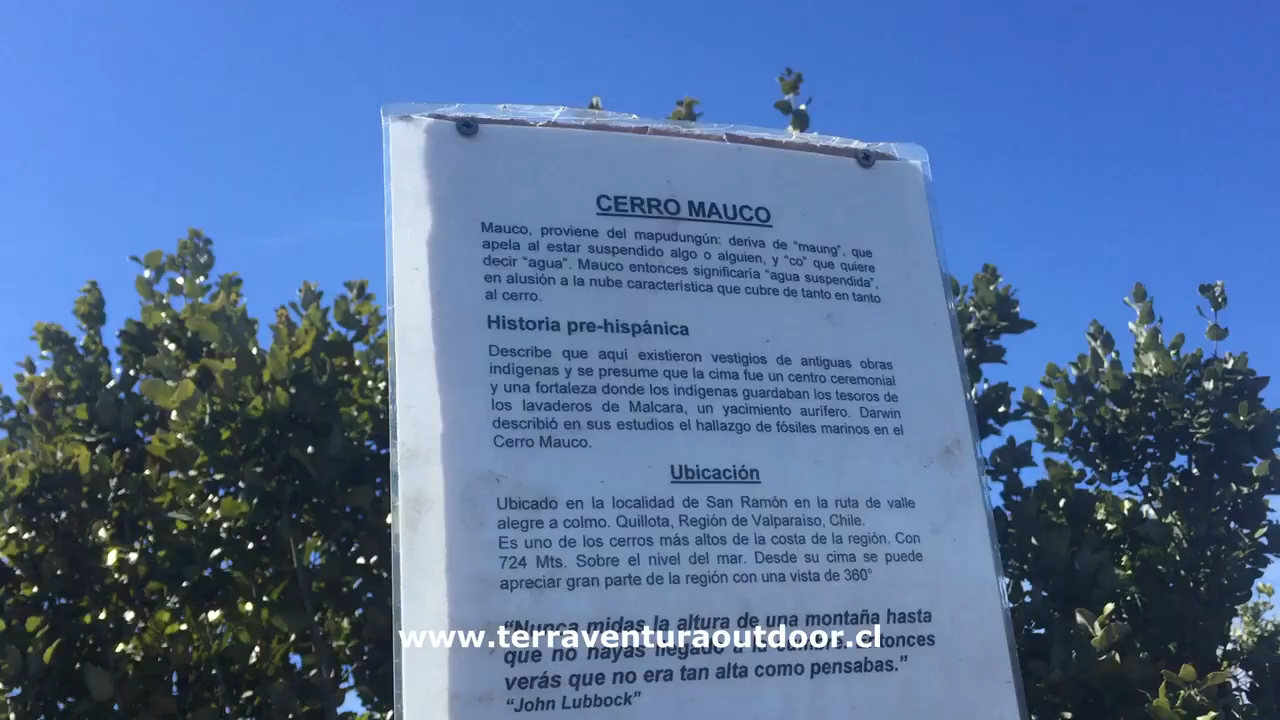 CERRO MAUCO
Mauco, proviene del mapudungún: deriva de “maung”, que
apela al estar suspendido algo o alguien, y “co” que quiere
decir “agua”. Mauco entonces significaria “agua suspendida”,
en alusión a la nube característica que cubre de tanto en tanto
al cerro.
Historia pre-hispánica
Describe que aquí existieron vestigios de antiguas obras
indígenas y se presume que la cima fue un centro ceremonial
y una fortaleza donde los indígenas guardaban los tesoros de
los lavaderos de Malcara, un yacimiento aurífero. Darwin
describió en sus estudios el hallazgo de fósiles marinos en el
Cerro Mauco.
Ubicación
Ubicado en la localidad de San Ramón en la ruta de valle
alegre a colmo. Quillota, Región de Valparaíso, Chile.
Es uno de los cerros más altos de la costa de la región. Con
724 Mts. Sobre el nivel del mar. Desde su cima se puede
apreciar gran parte de la región con una vista de 360°
“Nunca midas la altura de una montaña hasta
www.terraventuraoutdoor.cl
que no hayas llegado a la cumbre. Entonces
verás que no era tan alta como pensabas.”
“John Lubbock”